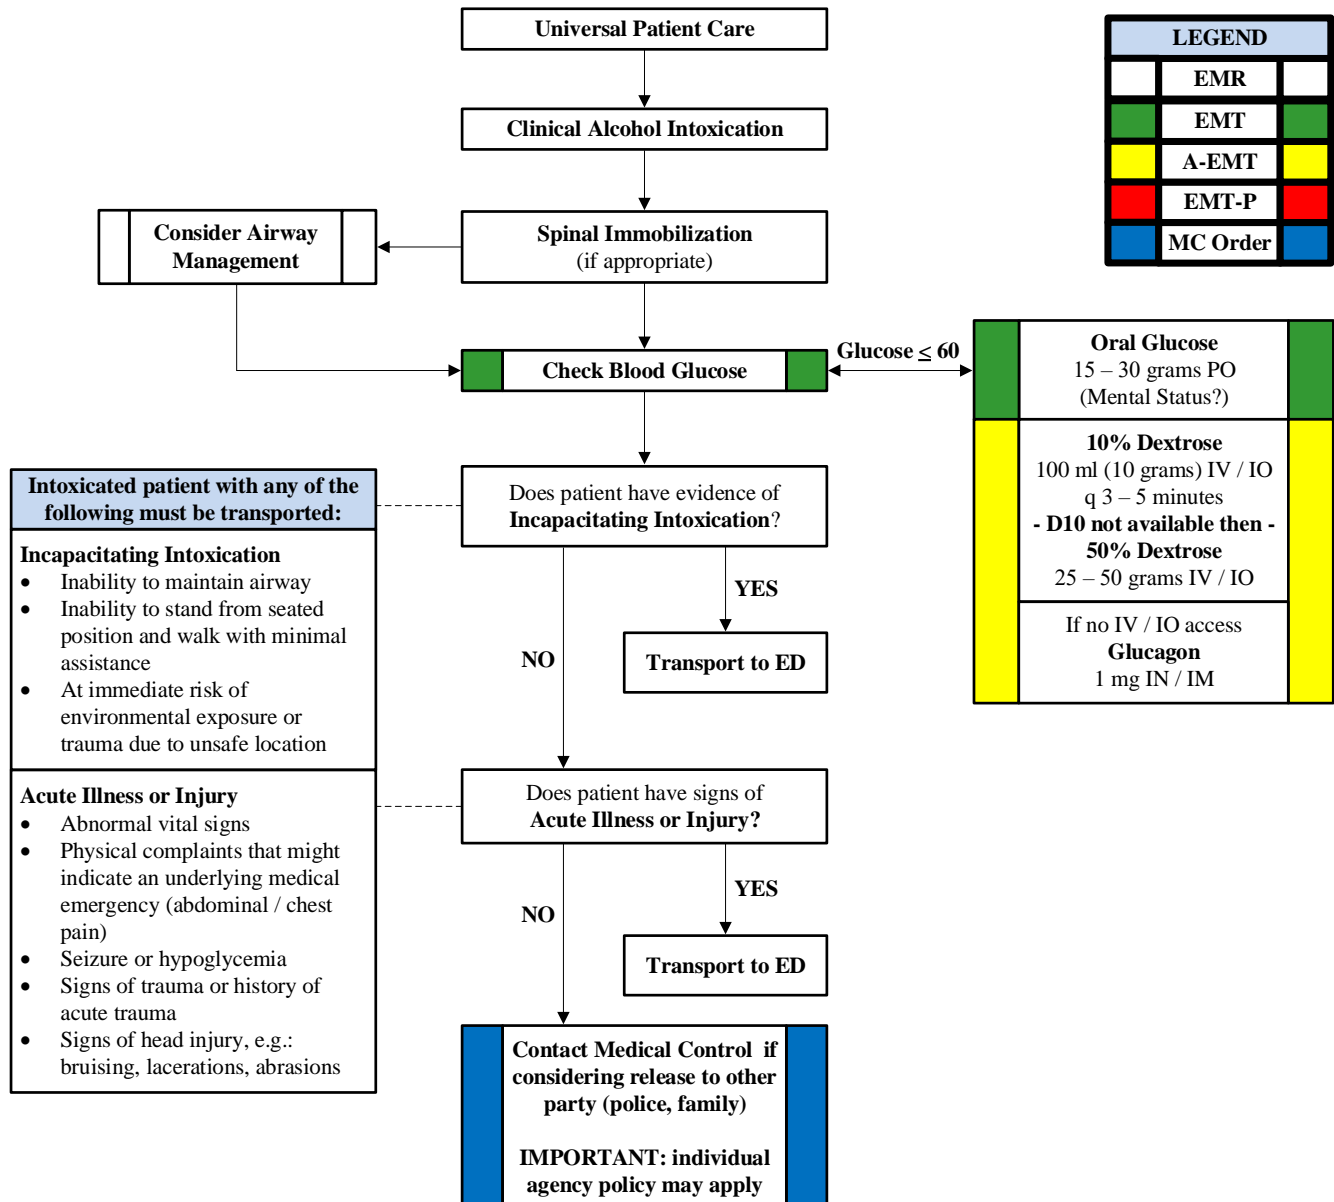 Universal Patient Care
LEGEND
EMR
EMT
A-EMT
EMT-P
MC Order
Clinical Alcohol Intoxication
Consider Airway
Management
Spinal Immobilization
(if appropriate)
Check Blood Glucose
Glucose ≤ 60
Oral Glucose
15 – 30 grams PO
(Mental Status?)
10% Dextrose
100 ml (10 grams) IV / IO
q 3 – 5 minutes
- D10 not available then -
50% Dextrose
25 – 50 grams IV / IO
If no IV / IO access
Glucagon
1 mg IN / IM
Intoxicated patient with any of the
following must be transported:
Incapacitating Intoxication
• Inability to maintain airway
• Inability to stand from seated
position and walk with minimal
assistance
• At immediate risk of
environmental exposure or
trauma due to unsafe location
Acute Illness or Injury
• Abnormal vital signs
• Physical complaints that might
indicate an underlying medical
emergency (abdominal / chest
pain)
• Seizure or hypoglycemia
• Signs of trauma or history of
acute trauma
• Signs of head injury, e.g.:
bruising, lacerations, abrasions
Does patient have evidence of
Incapacitating Intoxication?
YES
NO
Transport to ED
Does patient have signs of
Acute Illness or Injury?
YES
NO
Transport to ED
Contact Medical Control if
considering release to other
party (police, family)
IMPORTANT: individual
agency policy may apply